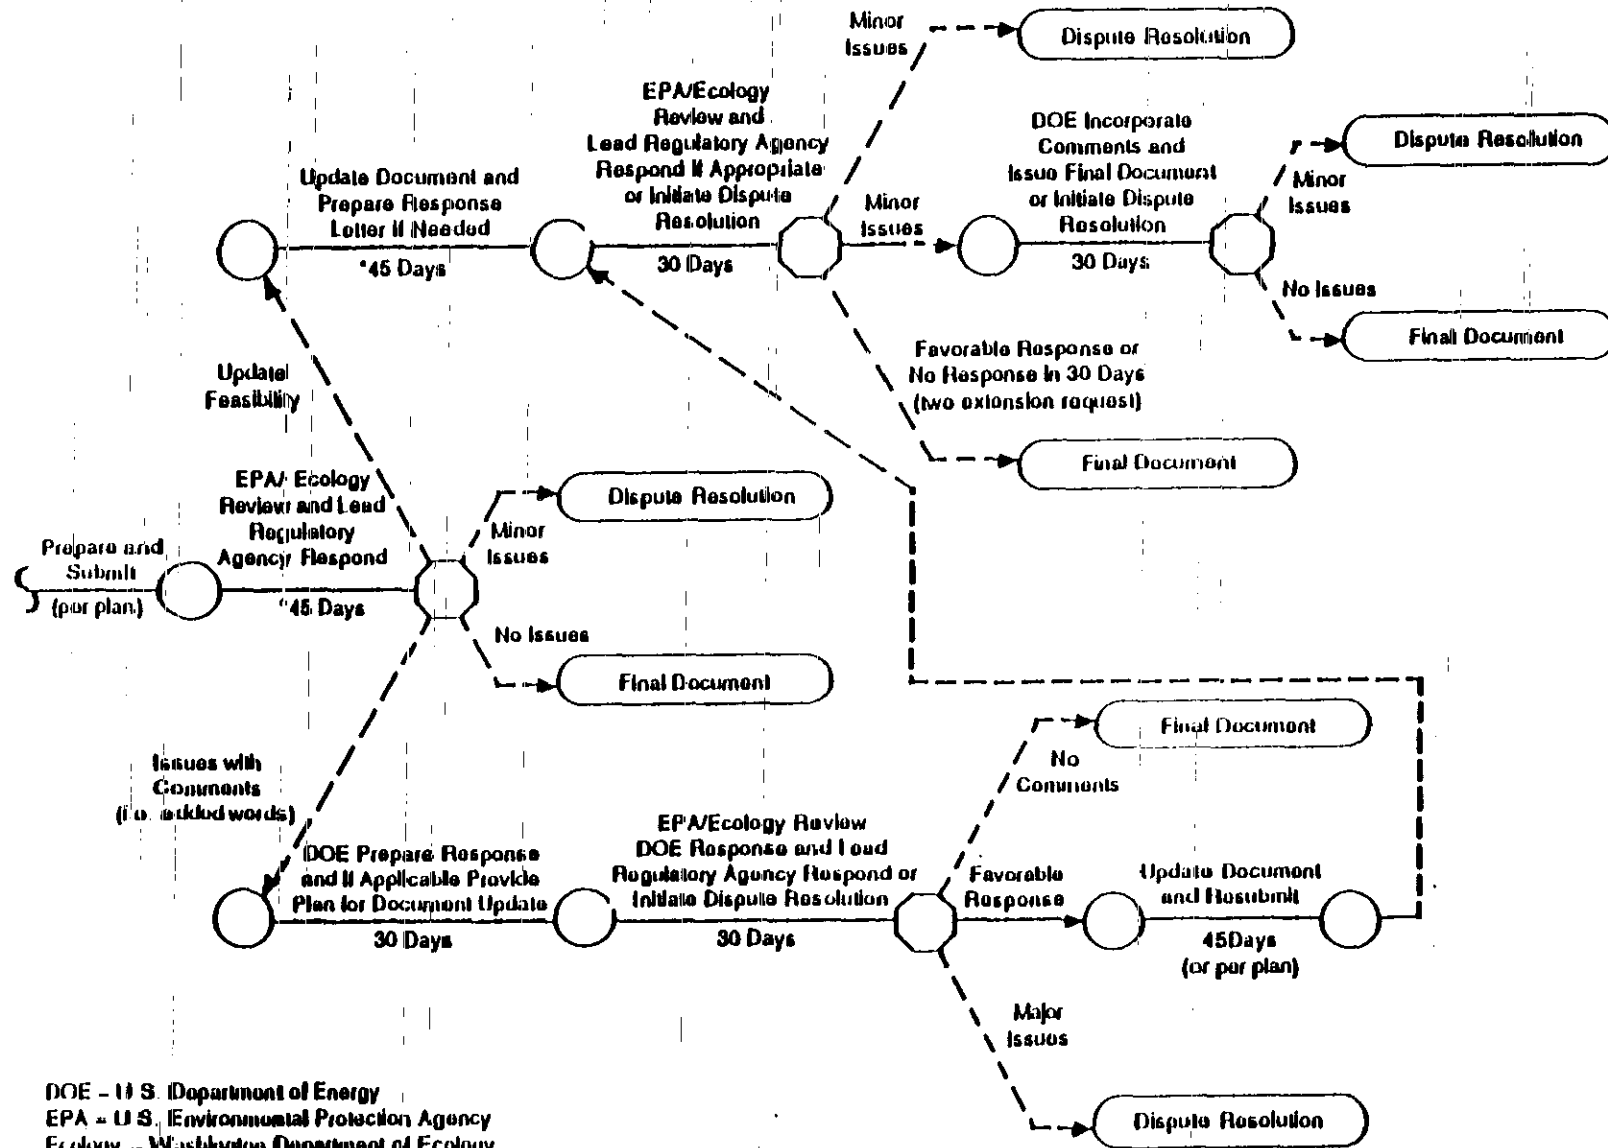 Minor
Issues
Dispute Resolution
EPA/Ecology
Review and
Lead Regulatory Agency
Respond If Appropriate
or Initiate Dispute
Resolution
30 Days
DOE Incorporate
Comments and
Issue Final Document
or Initiate Dispute
Resolution
30 Days
Dispute Resolution
Minor
Issues
Update Document and
Prepare Response
Letter If Needed
*45 Days
Minor
Issues
No Issues
Final Document
Favorable Response or
No Response In 30 Days
(two extension request)
Final Document
Update
Feasibility
EPA/ Ecology
Review and Lead
Regulatory
Agency Respond
*45 Days
Prepare and
Submit
(per plan)
Dispute Resolution
Minor
Issues
No Issues
Final Document
Issues with
Comments
(i.e. added words)
Final Document
No
Comments
DOE Prepare Response
and If Applicable Provide
Plan for Document Update
30 Days
EPA/Ecology Review
DOE Response and Lead
Regulatory Agency Respond or
Initiate Dispute Resolution
30 Days
Favorable
Response
Update Document
and Resubmit
45Days
(or per plan)
Major
Issues
Dispute Resolution
DOE - U.S. Department of Energy
EPA - U.S. Environmental Protection Agency
Ecology - Washington Department of Ecology